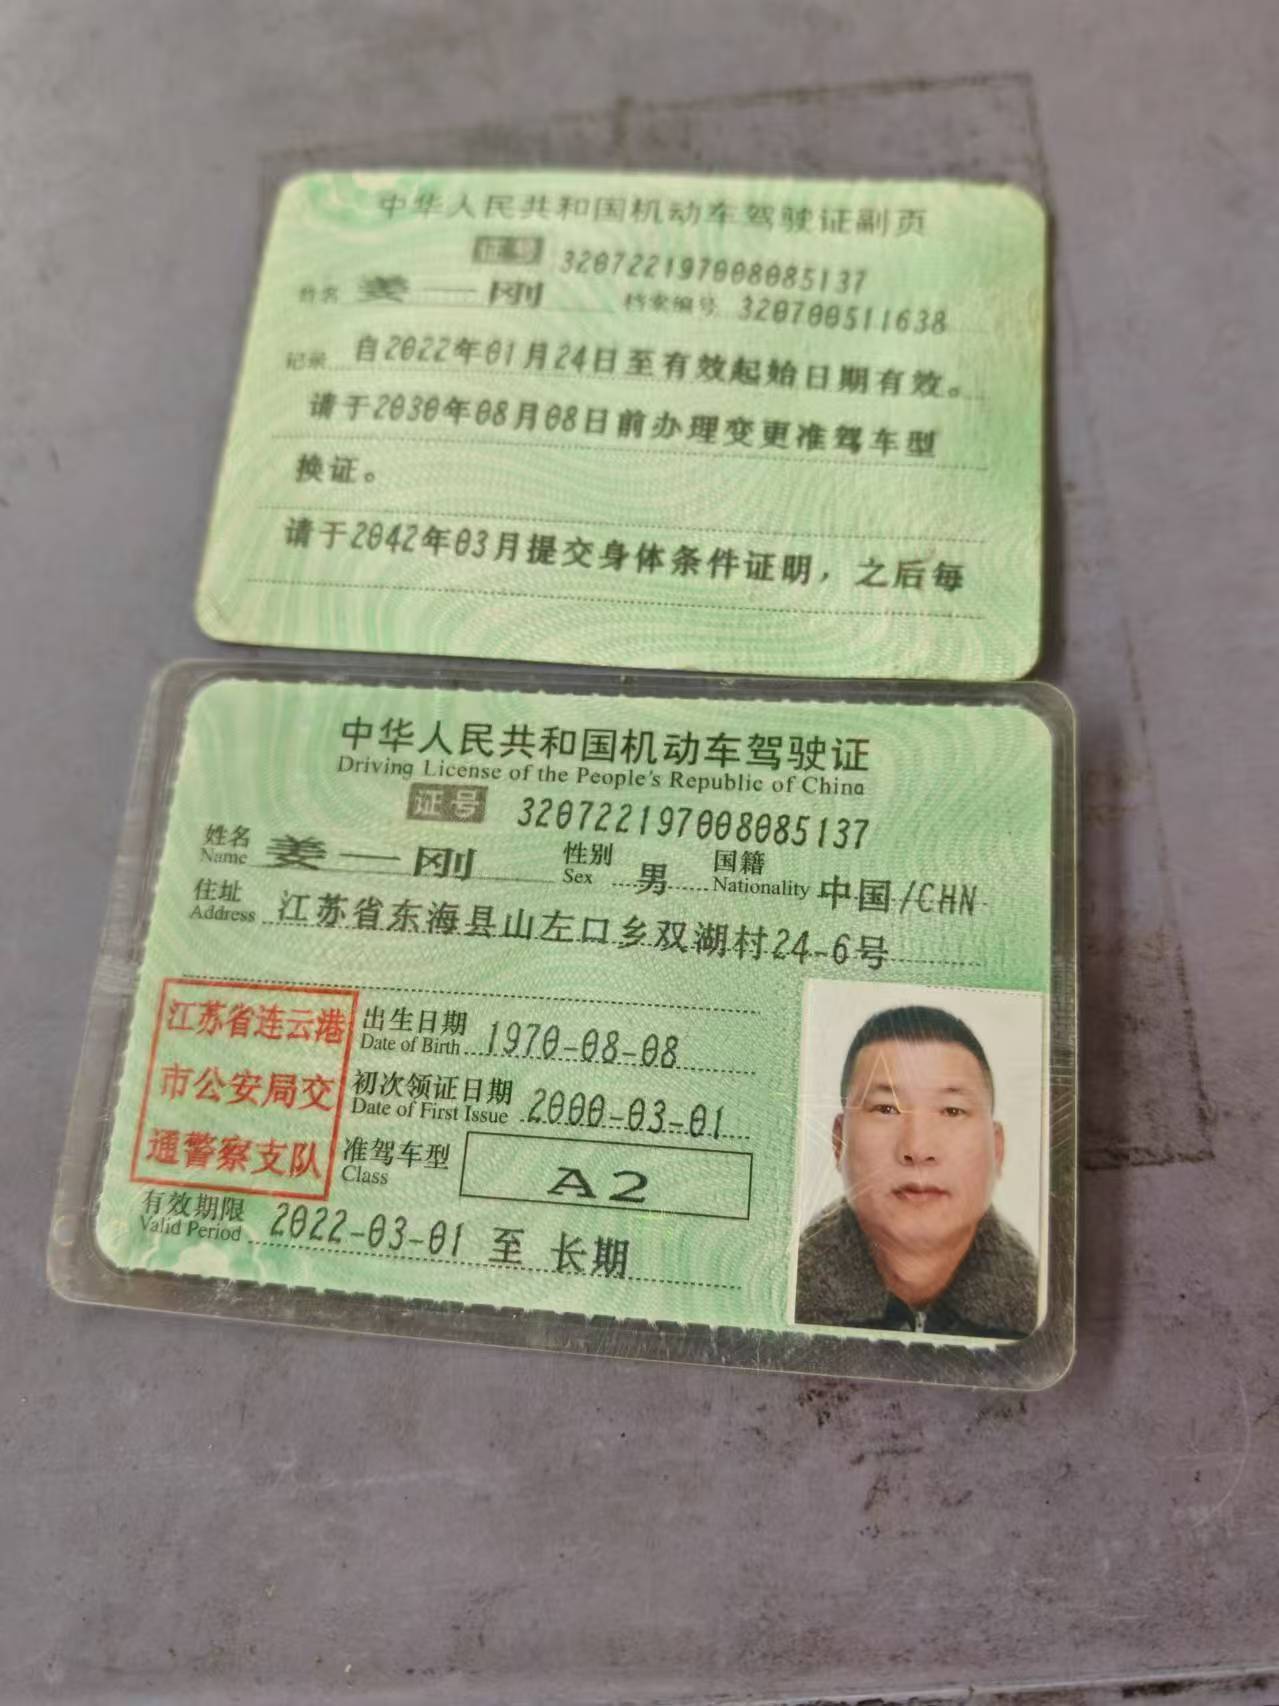 中华人民共和国机动车驾驶证副页
证号 320722197008085137
姓名 姜一刚 档案编号 320700511638
记录 自2022年01月24日至有效起始日期有效。
请于2030年08月08日前办理变更准驾车型
换证。
请于2042年03月提交身体条件证明，之后每
中华人民共和国机动车驾驶证
Driving License of the People's Republic of China
证号 320722197008085137
姓名 姜一刚 性别 男 国籍 中国/CHN
Name Sex Nationality
住址 江苏省东海县山左口乡双湖村24-6号
Address
江苏省连云港
市公安局交
通警察支队
出生日期 1970-08-08
Date of Birth
初次领证日期 2000-03-01
Date of First Issue
准驾车型 A2
Class
有效期限 2022-03-01 至 长期
Valid Period